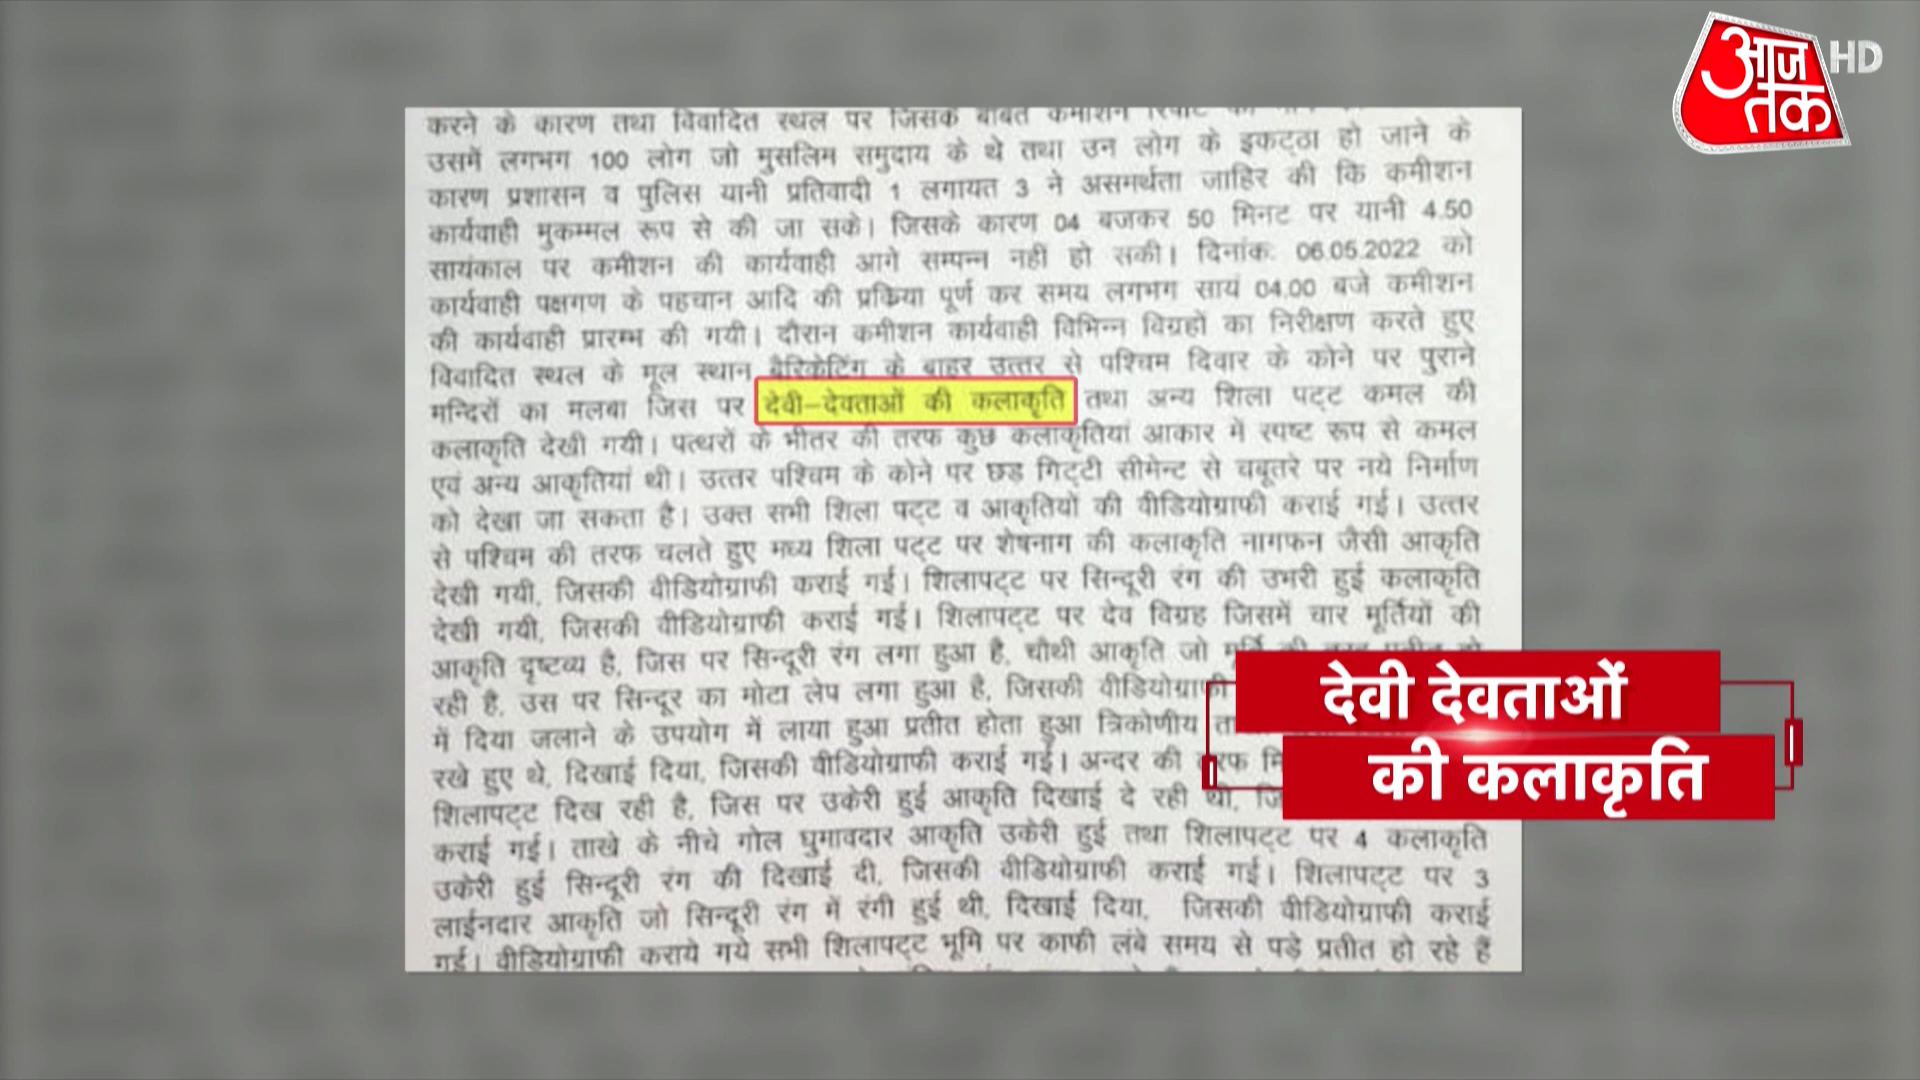 आज
तक
HD
करने के कारण तथा विवादित स्थल पर जिसके बाबत कमीशन रिपोर्ट
उसमें लगभग 100 लोग जो मुसलिम समुदाय के थे तथा उन लोग के इकट्ठा हो जाने के
कारण प्रशासन व पुलिस यानी प्रतिवादी 1 लगायत 3 ने असमर्थता जाहिर की कि कमीशन
कार्यवाही मुकम्मल रूप से की जा सके। जिसके कारण 04 बजकर 50 मिनट पर यानी 4.50
सायंकाल पर कमीशन की कार्यवाही आगे सम्पन्न नहीं हो सकी। दिनांक: 06.05.2022 को
कार्यवाही पक्षगण के पहचान आदि की प्रकिया पूर्ण कर समय लगभग सायं 04.00 बजे कमीशन
की कार्यवाही प्रारम्भ की गयी। दौरान कमीशन कार्यवाही विभिन्न विग्रहों का निरीक्षण करते हुए
विवादित स्थल के मूल स्थान बैरिकेटिंग के बाहर उत्तर से पश्चिम दिवार के कोने पर पुराने
मन्दिरों का मलबा जिस पर देवी-देवताओं की कलाकृति तथा अन्य शिला पट्ट कमल की
कलाकृति देखी गयी। पत्थरों के भीतर की तरफ कुछ कलाकृतियां आकार में स्पष्ट रूप से कमल
एवं अन्य आकृतियां थी। उत्तर पश्चिम के कोने पर छड गिट्टी सीमेन्ट से चबूतरे पर नये निर्माण
को देखा जा सकता है। उक्त सभी शिला पट्ट व आकृतियों की वीडियोग्राफी कराई गई। उत्तर
से पश्चिम की तरफ चलते हुए मध्य शिला पट्ट पर शेषनाग की कलाकृति नागफन जैसी आकृति
देखी गयी, जिसकी वीडियोग्राफी कराई गई। शिलापट्ट पर सिन्दूरी रंग की उभरी हुई कलाकृति
देखी गयी, जिसकी वीडियोग्राफी कराई गई। शिलापट्ट पर देव विग्रह जिसमें चार मूर्तियों की
आकृति दृष्टव्य है, जिस पर सिन्दूरी रंग लगा हुआ है, चौथी आकृति जो मूर्ति की तरह प्रतीत हो
रही है, उस पर सिन्दूर का मोटा लेप लगा हुआ है, जिसकी वीडियोग्राफी
में दिया जलाने के उपयोग में लाया हुआ प्रतीत होता हुआ त्रिकोणीय
रखे हुए थे, दिखाई दिया, जिसकी वीडियोग्राफी कराई गई। अन्दर की तरफ
शिलापट्ट दिख रही है, जिस पर उकेरी हुई आकृति दिखाई दे रही थी,
कराई गई। ताखे के नीचे गोल घुमावदार आकृति उकेरी हुई तथा शिलापट्ट पर 4 कलाकृति
उकेरी हुई सिन्दूरी रंग की दिखाई दी, जिसकी वीडियोग्राफी कराई गई। शिलापट्ट पर 3
लाईनदार आकृति जो सिन्दूरी रंग में रंगी हुई थी, दिखाई दिया, जिसकी वीडियोग्राफी कराई
गई। वीडियोग्राफी कराये गये सभी शिलापट्ट भूमि पर काफी लंबे समय से पड़े प्रतीत हो रहे हैं
देवी देवताओं
की कलाकृति